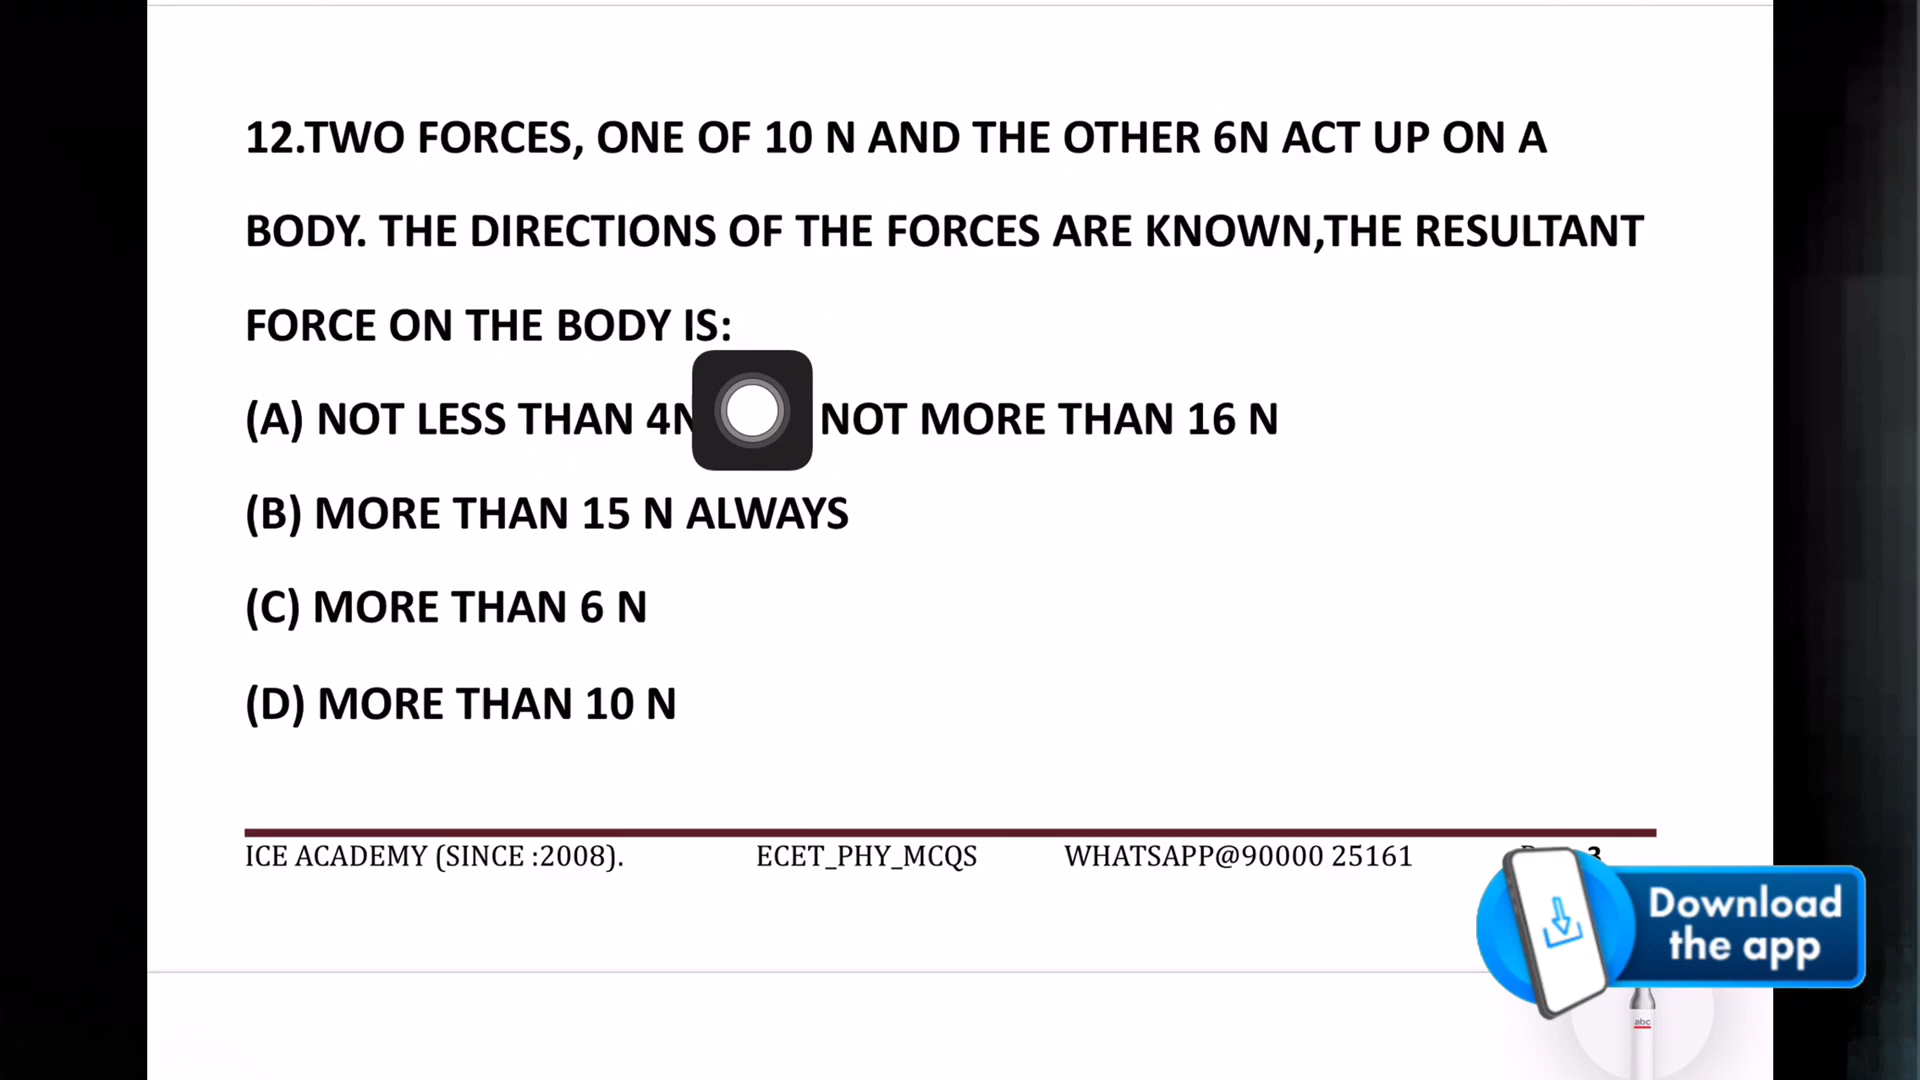 12.TWO FORCES, ONE OF 10 N AND THE OTHER 6N ACT UP ON A
BODY. THE DIRECTIONS OF THE FORCES ARE KNOWN,THE RESULTANT
FORCE ON THE BODY IS:
(A) NOT LESS THAN 4N NOT MORE THAN 16 N
(B) MORE THAN 15 N ALWAYS
(C) MORE THAN 6 N
(D) MORE THAN 10 N
ICE ACADEMY (SINCE :2008). ECET_PHY_MCQS WHATSAPP@90000 25161 3
Download
the app
abc